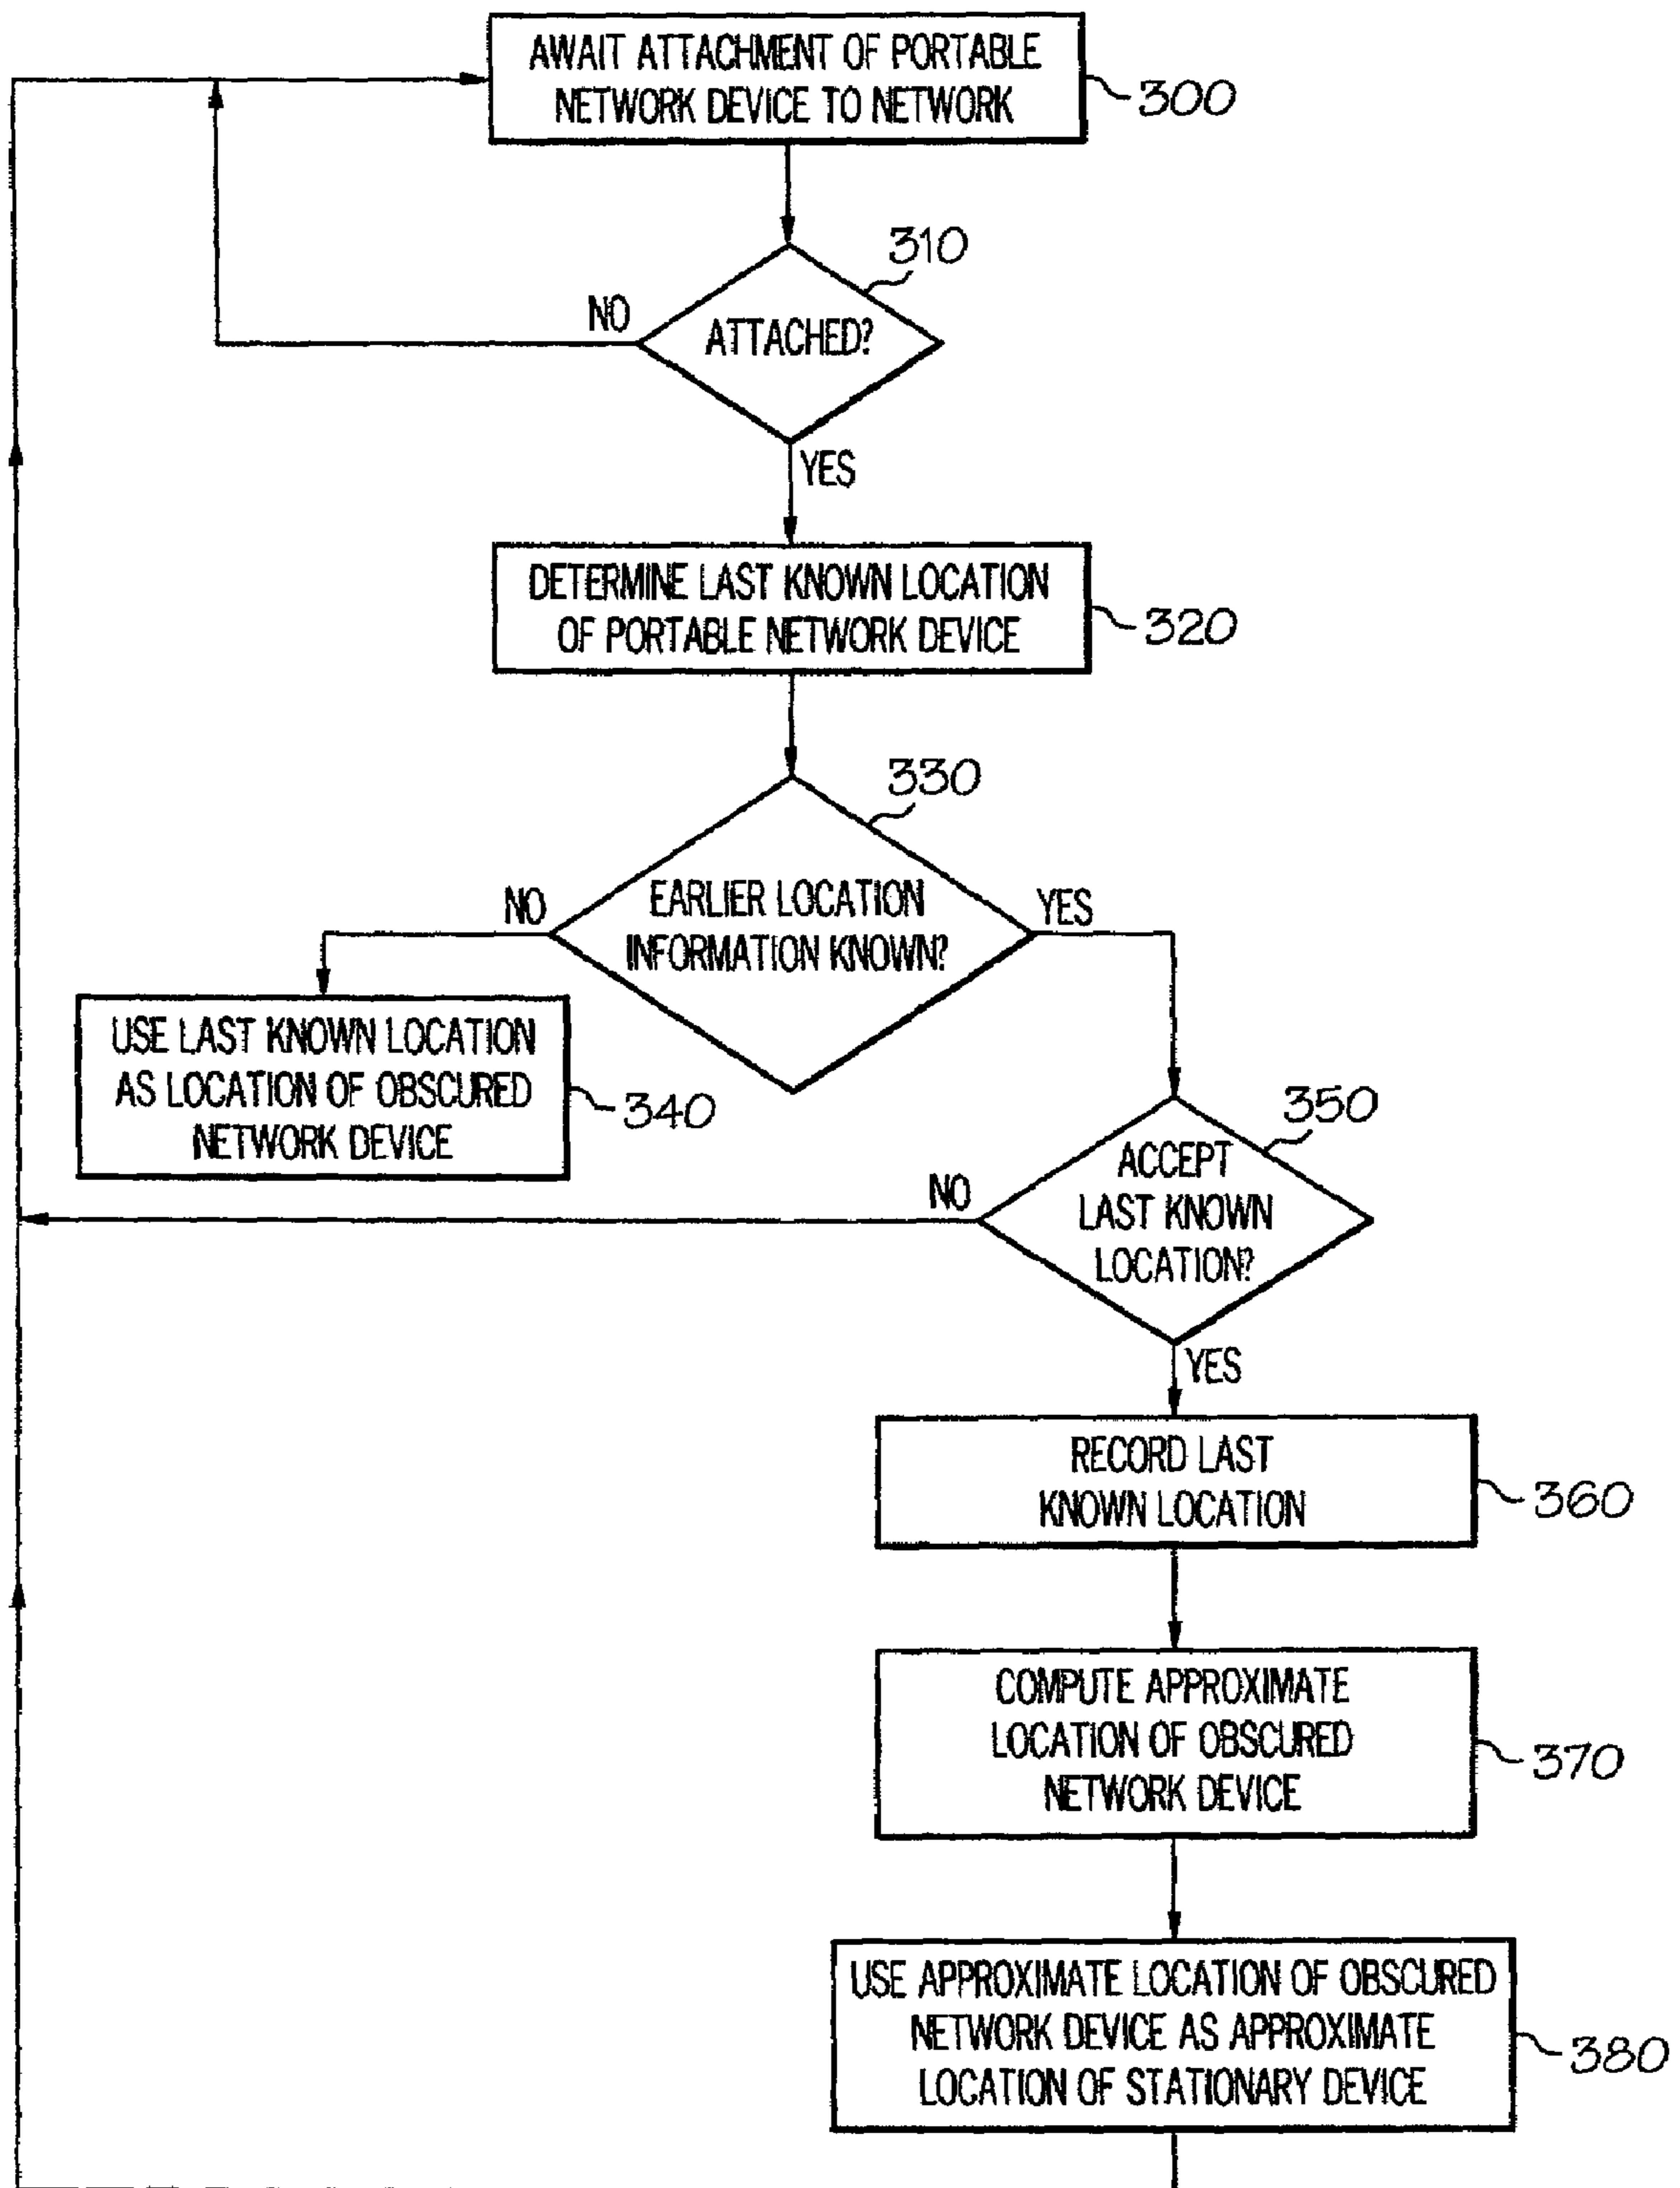 AWAIT ATTACHMENT OF PORTABLE
NETWORK DEVICE TO NETWORK
300
310
NO
ATTACHED?
YES
DETERMINE LAST KNOWN LOCATION
OF PORTABLE NETWORK DEVICE
320
330
NO
EARLIER LOCATION
INFORMATION KNOWN?
YES
USE LAST KNOWN LOCATION
AS LOCATION OF OBSCURED
NETWORK DEVICE
340
350
NO
ACCEPT
LAST KNOWN
LOCATION?
YES
RECORD LAST
KNOWN LOCATION
360
COMPUTE APPROXIMATE
LOCATION OF OBSCURED
NETWORK DEVICE
370
USE APPROXIMATE LOCATION OF OBSCURED
NETWORK DEVICE AS APPROXIMATE
LOCATION OF STATIONARY DEVICE
380